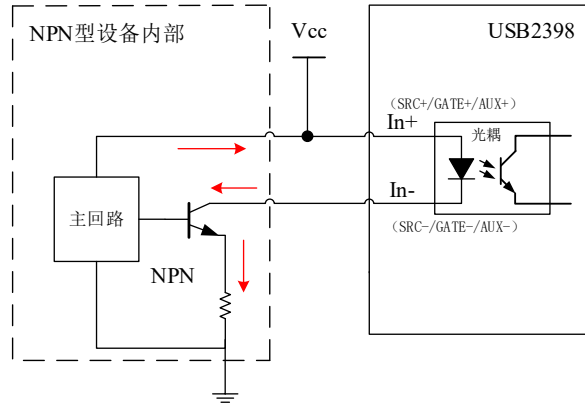 NPN型设备内部
Vcc
USB2398
（SRC+/GATE+/AUX+）
In+
光耦
In-
（SRC-/GATE-/AUX-）
主回路
NPN